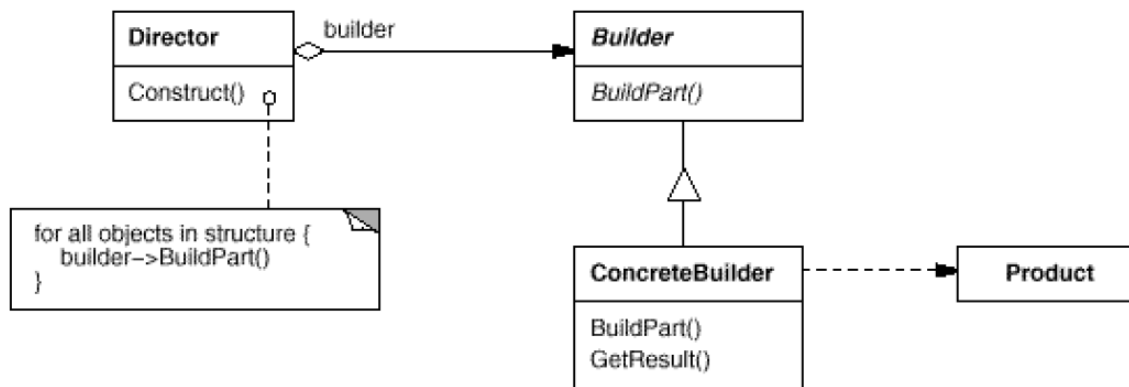 Director
Construct()
builder
Builder
BuildPart()
for all objects in structure {
builder->BuildPart()
}
ConcreteBuilder
BuildPart()
GetResult()
Product